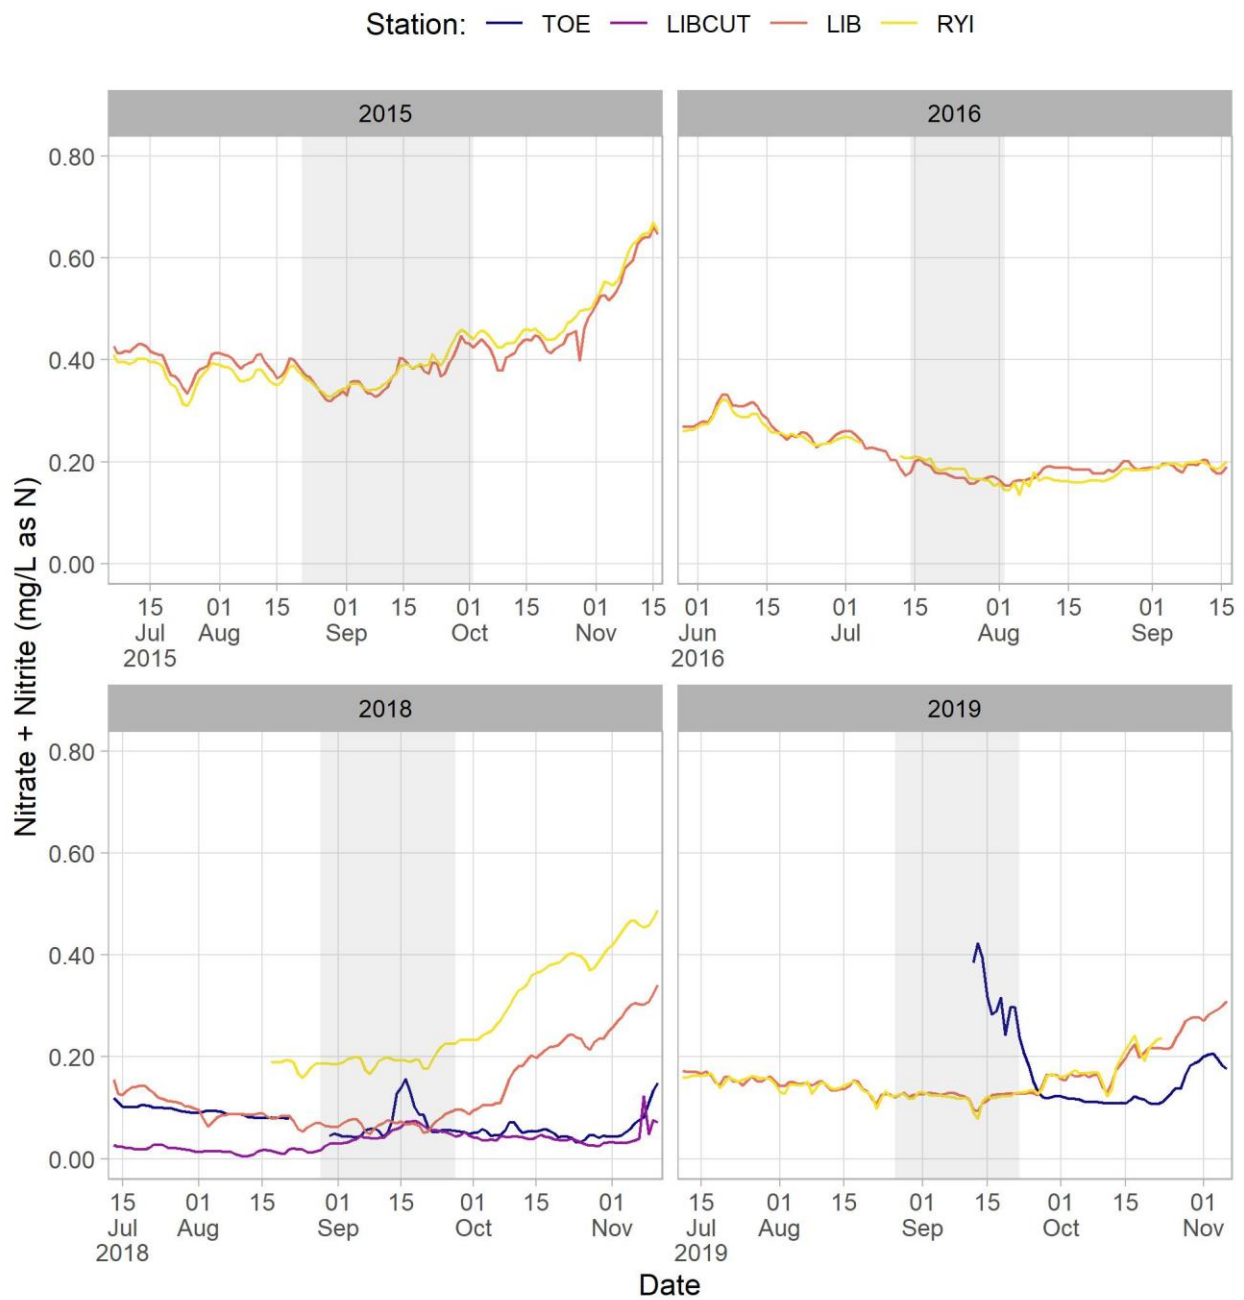 Station: TOE LIBCUT LIB RYI
2015 2016
0.80
0.60
0.40
0.20
0.00
15 01 15 01 15 01 15 01 15
Jul Aug Sep Oct Nov
2015
01 15 01 15 01 15 01 15
Jun Jul Aug Sep
2016
Nitrate + Nitrite (mg/L as N)
2018 2019
0.80
0.60
0.40
0.20
0.00
15 01 15 01 15 01 15 01
Jul Aug Sep Oct Nov
2018
15 01 15 01 15 01 15 01
Jul Aug Sep Oct Nov
2019
Date